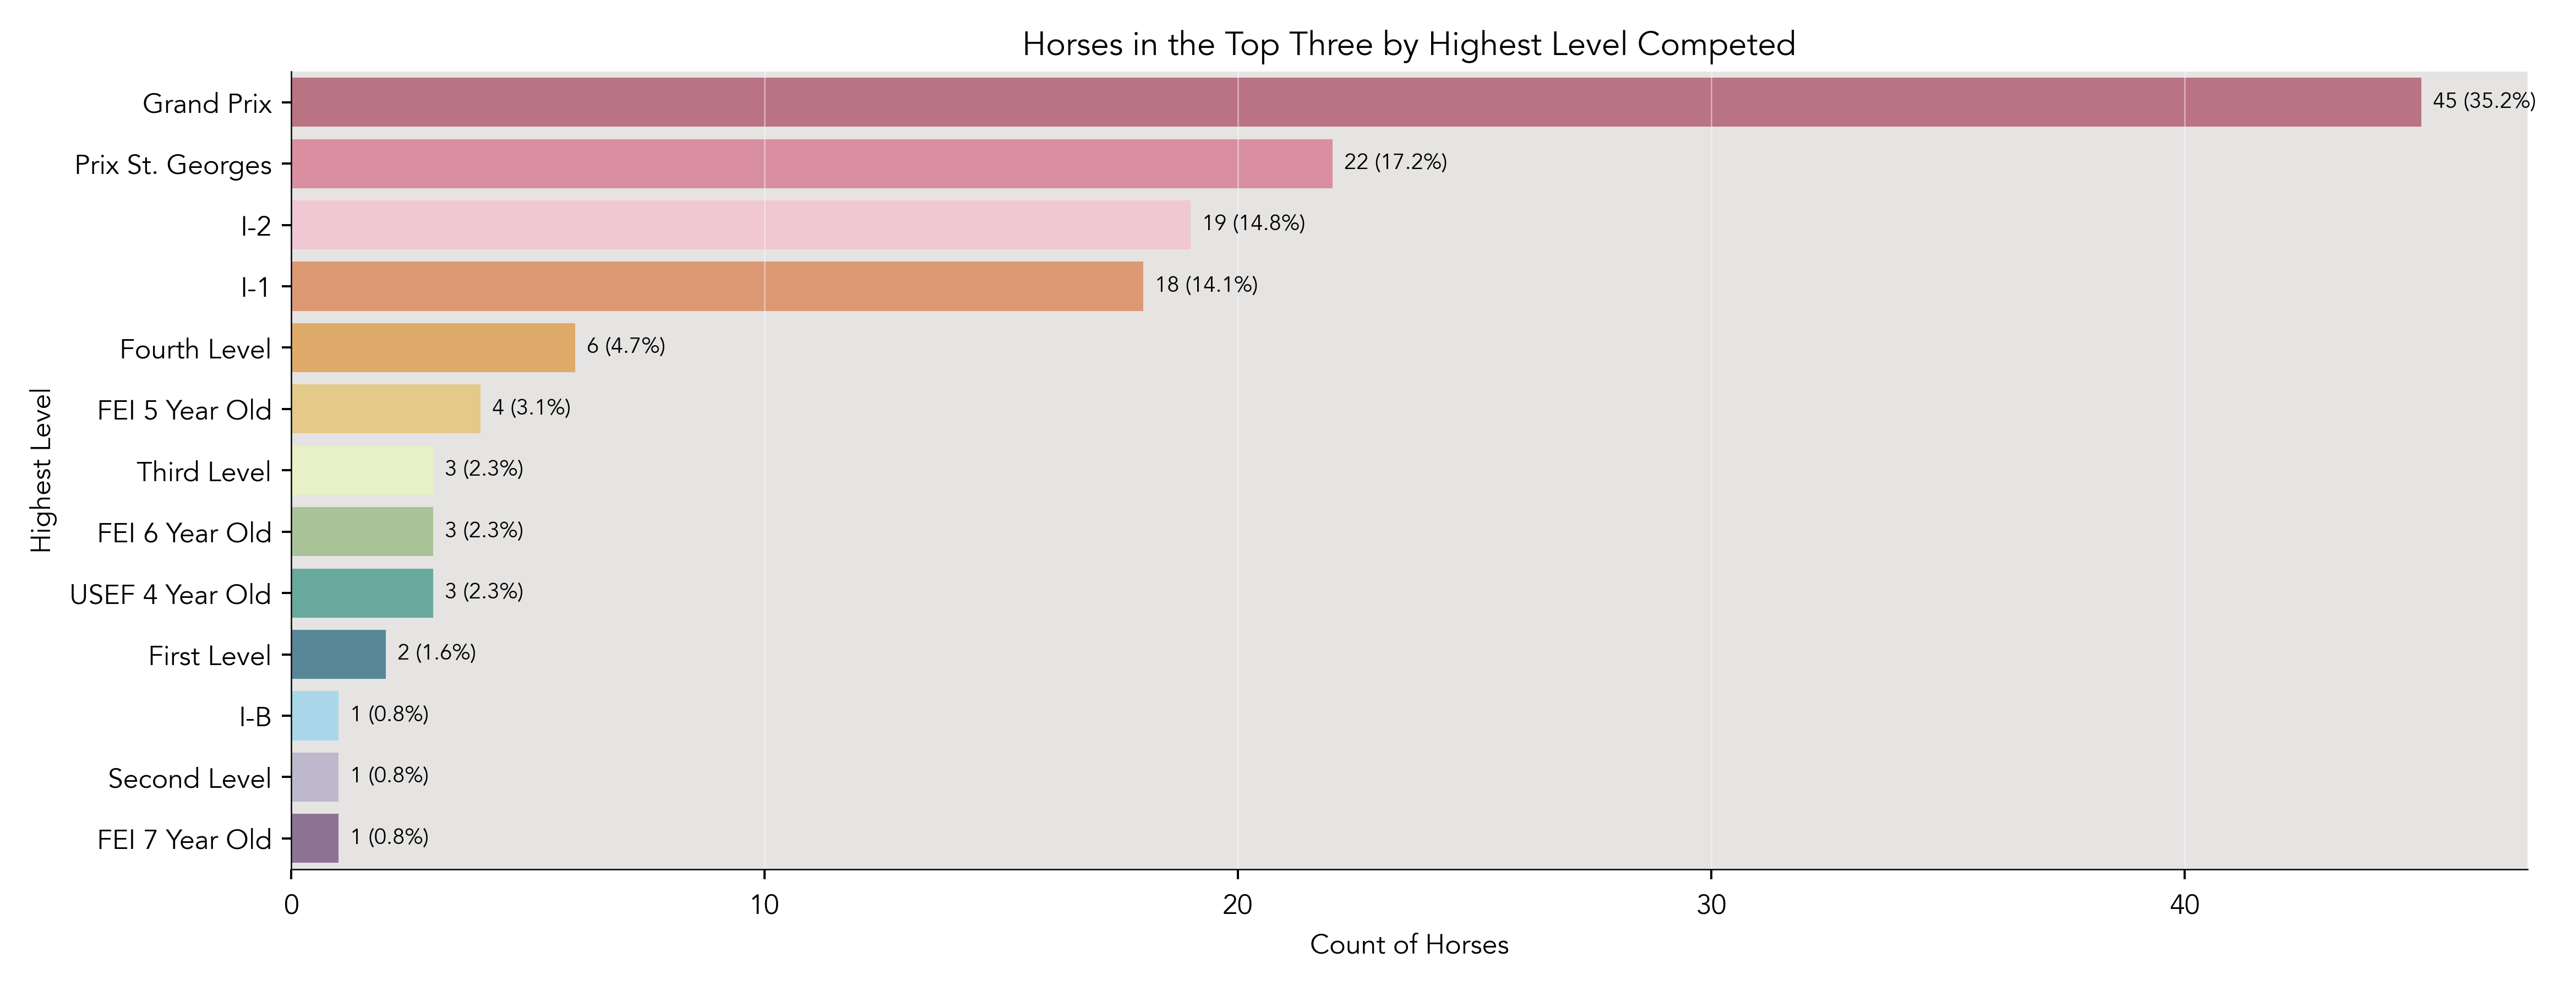 Horses in the Top Three by Highest Level Competed
Highest Level
Grand Prix 45 (35.2%)
Prix St. Georges 22 (17.2%)
I-2 19 (14.8%)
I-1 18 (14.1%)
Fourth Level 6 (4.7%)
FEI 5 Year Old 4 (3.1%)
Third Level 3 (2.3%)
FEI 6 Year Old 3 (2.3%)
USEF 4 Year Old 3 (2.3%)
First Level 2 (1.6%)
I-B 1 (0.8%)
Second Level 1 (0.8%)
FEI 7 Year Old 1 (0.8%)
0 10 20 30 40
Count of Horses